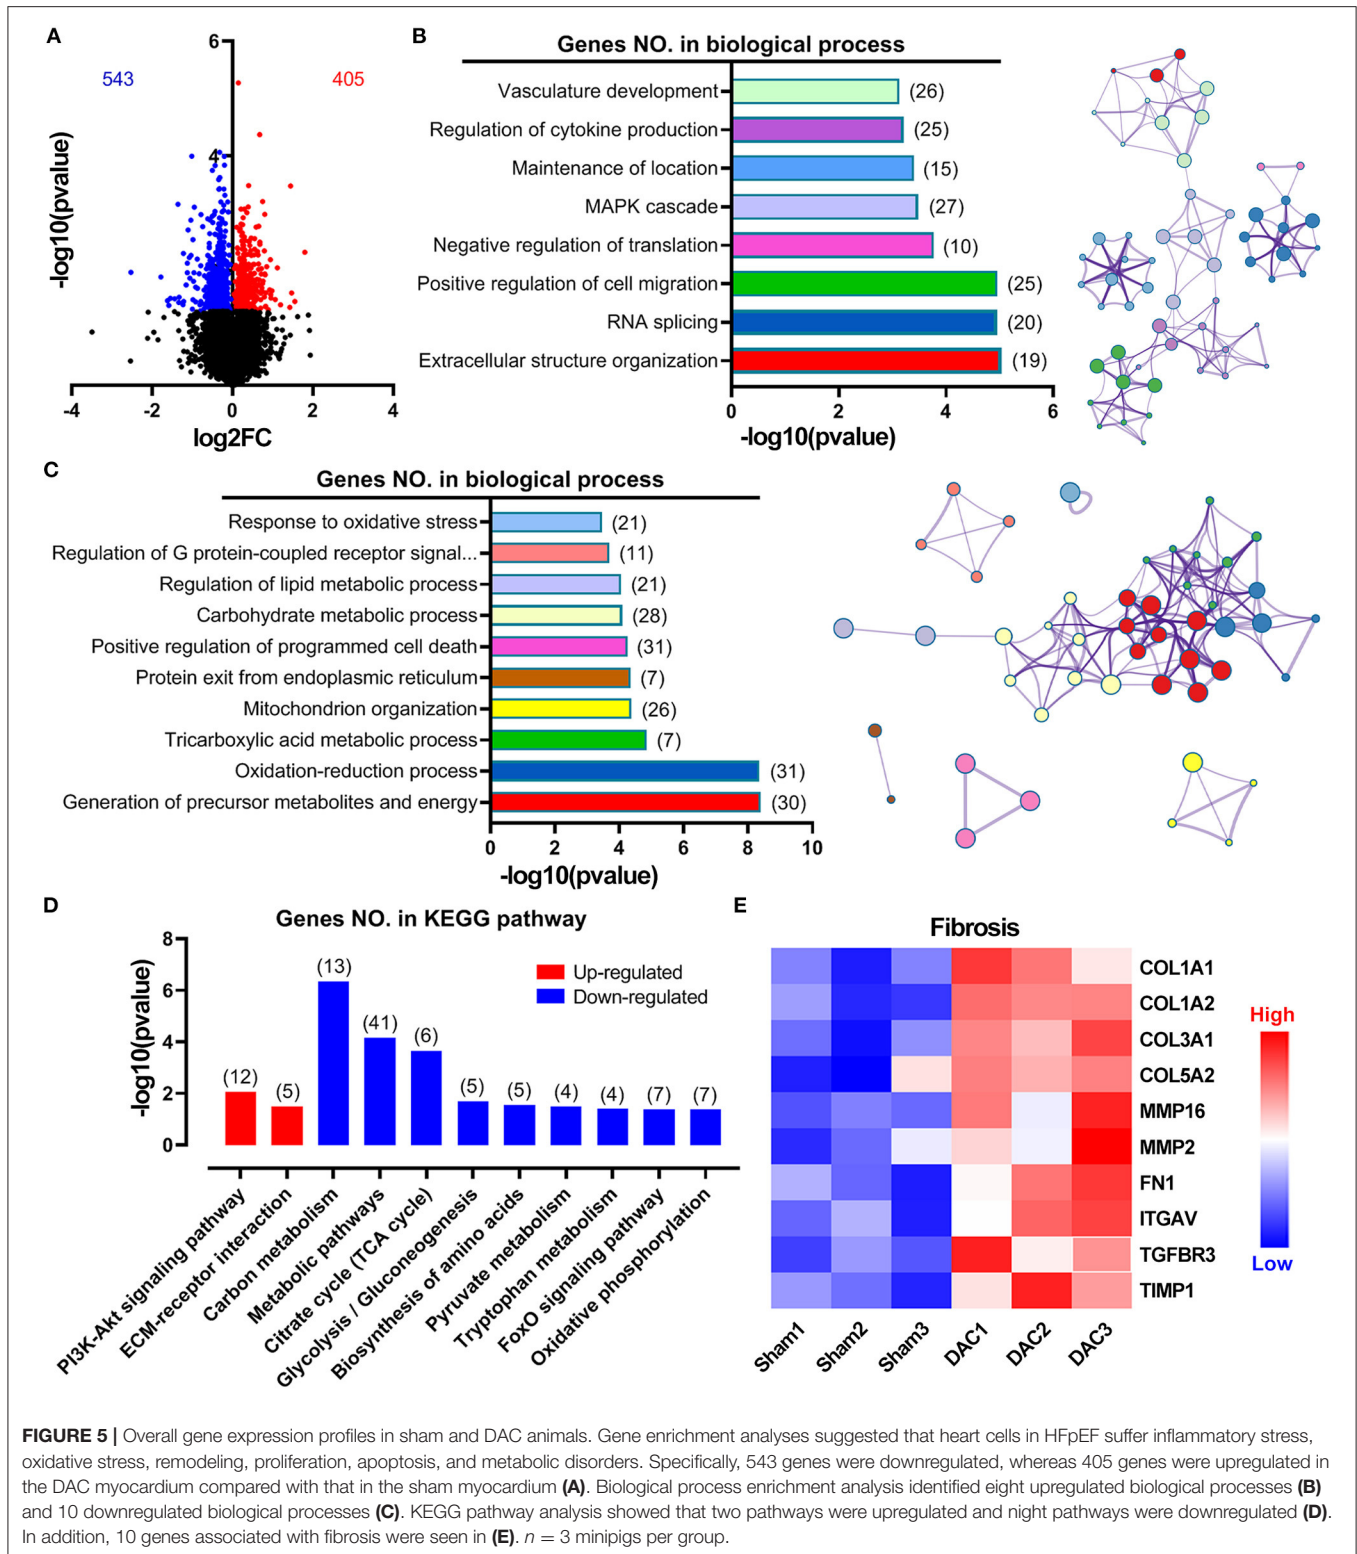 A
6
543
405
4
-log10(pvalue)
-4
-2
0
2
4
log2FC
B
Genes NO. in biological process
Vasculature development
(26)
Regulation of cytokine production
(25)
Maintenance of location
(15)
MAPK cascade
(27)
Negative regulation of translation
(10)
Positive regulation of cell migration
(25)
RNA splicing
(20)
Extracellular structure organization
(19)
0
2
4
6
-log10(pvalue)
C
Genes NO. in biological process
Response to oxidative stress
(21)
Regulation of G protein-coupled receptor signal...
(11)
Regulation of lipid metabolic process
(21)
Carbohydrate metabolic process
(28)
Positive regulation of programmed cell death
(31)
Protein exit from endoplasmic reticulum
(7)
Mitochondrion organization
(26)
Tricarboxylic acid metabolic process
(7)
Oxidation-reduction process
(31)
Generation of precursor metabolites and energy
(30)
0
2
4
6
8
10
-log10(pvalue)
D
Genes NO. in KEGG pathway
8
6
4
2
0
-log10(pvalue)
Up-regulated
Down-regulated
(12)
(5)
(13)
(41)
(6)
(5)
(5)
(4)
(4)
(7)
(7)
PI3K-Akt signaling pathway
ECM-receptor interaction
Carbon metabolism
Metabolic pathways
Citrate cycle (TCA cycle)
Glycolysis / Gluconeogenesis
Biosynthesis of amino acids
Pyruvate metabolism
Tryptophan metabolism
FoxO signaling pathway
Oxidative phosphorylation
E
Fibrosis
COL1A1
COL1A2
COL3A1
COL5A2
MMP16
MMP2
FN1
ITGAV
TGFBR3
TIMP1
Sham1
Sham2
Sham3
DAC1
DAC2
DAC3
High
Low
FIGURE 5 | Overall gene expression profiles in sham and DAC animals. Gene enrichment analyses suggested that heart cells in HFpEF suffer inflammatory stress,
oxidative stress, remodeling, proliferation, apoptosis, and metabolic disorders. Specifically, 543 genes were downregulated, whereas 405 genes were upregulated in
the DAC myocardium compared with that in the sham myocardium (A). Biological process enrichment analysis identified eight upregulated biological processes (B)
and 10 downregulated biological processes (C). KEGG pathway analysis showed that two pathways were upregulated and night pathways were downregulated (D).
In addition, 10 genes associated with fibrosis were seen in (E). n = 3 minipigs per group.